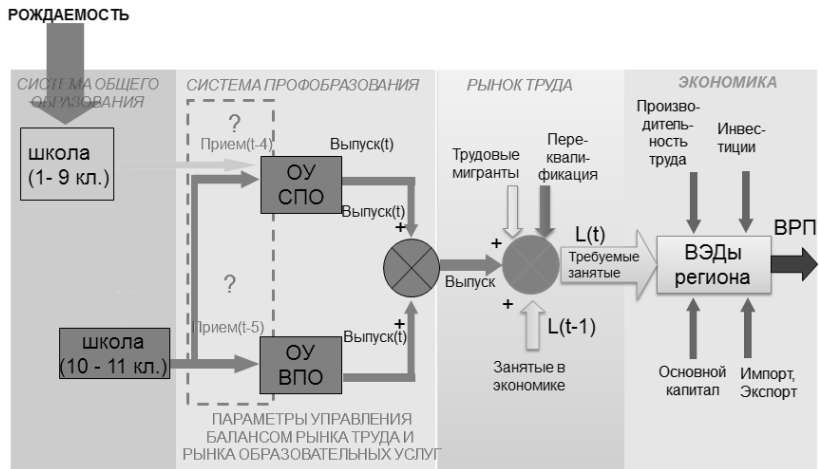 РОЖДАЕМОСТЬ
СИСТЕМА ОБЩЕГО
ОБРАЗОВАНИЯ
СИСТЕМА ПРОФОБРАЗОВАНИЯ
РЫНОК ТРУДА
ЭКОНОМИКА
школа
(1- 9 кл.)
?
Прием(t-4)
ОУ
СПО
Выпуск(t)
Выпуск(t)
+
Трудовые
мигранты
Пере-
квали-
фикация
Произво-
дитель-
ность
труда
Инвес-
тиции
+
L(t)
Требуемые
занятые
ВЭДы
региона
ВРП
Выпуск
?
Прием(t-5)
школа
(10 - 11 кл.)
ОУ
ВПО
Выпуск(t)
+
+
L(t-1)
Занятые в
экономике
Основной
капитал
Импорт,
Экспорт
ПАРАМЕТРЫ УПРАВЛЕНИЯ
БАЛАНСОМ РЫНКА ТРУДА И
РЫНКА ОБРАЗОВАТЕЛЬНЫХ УСЛУГ